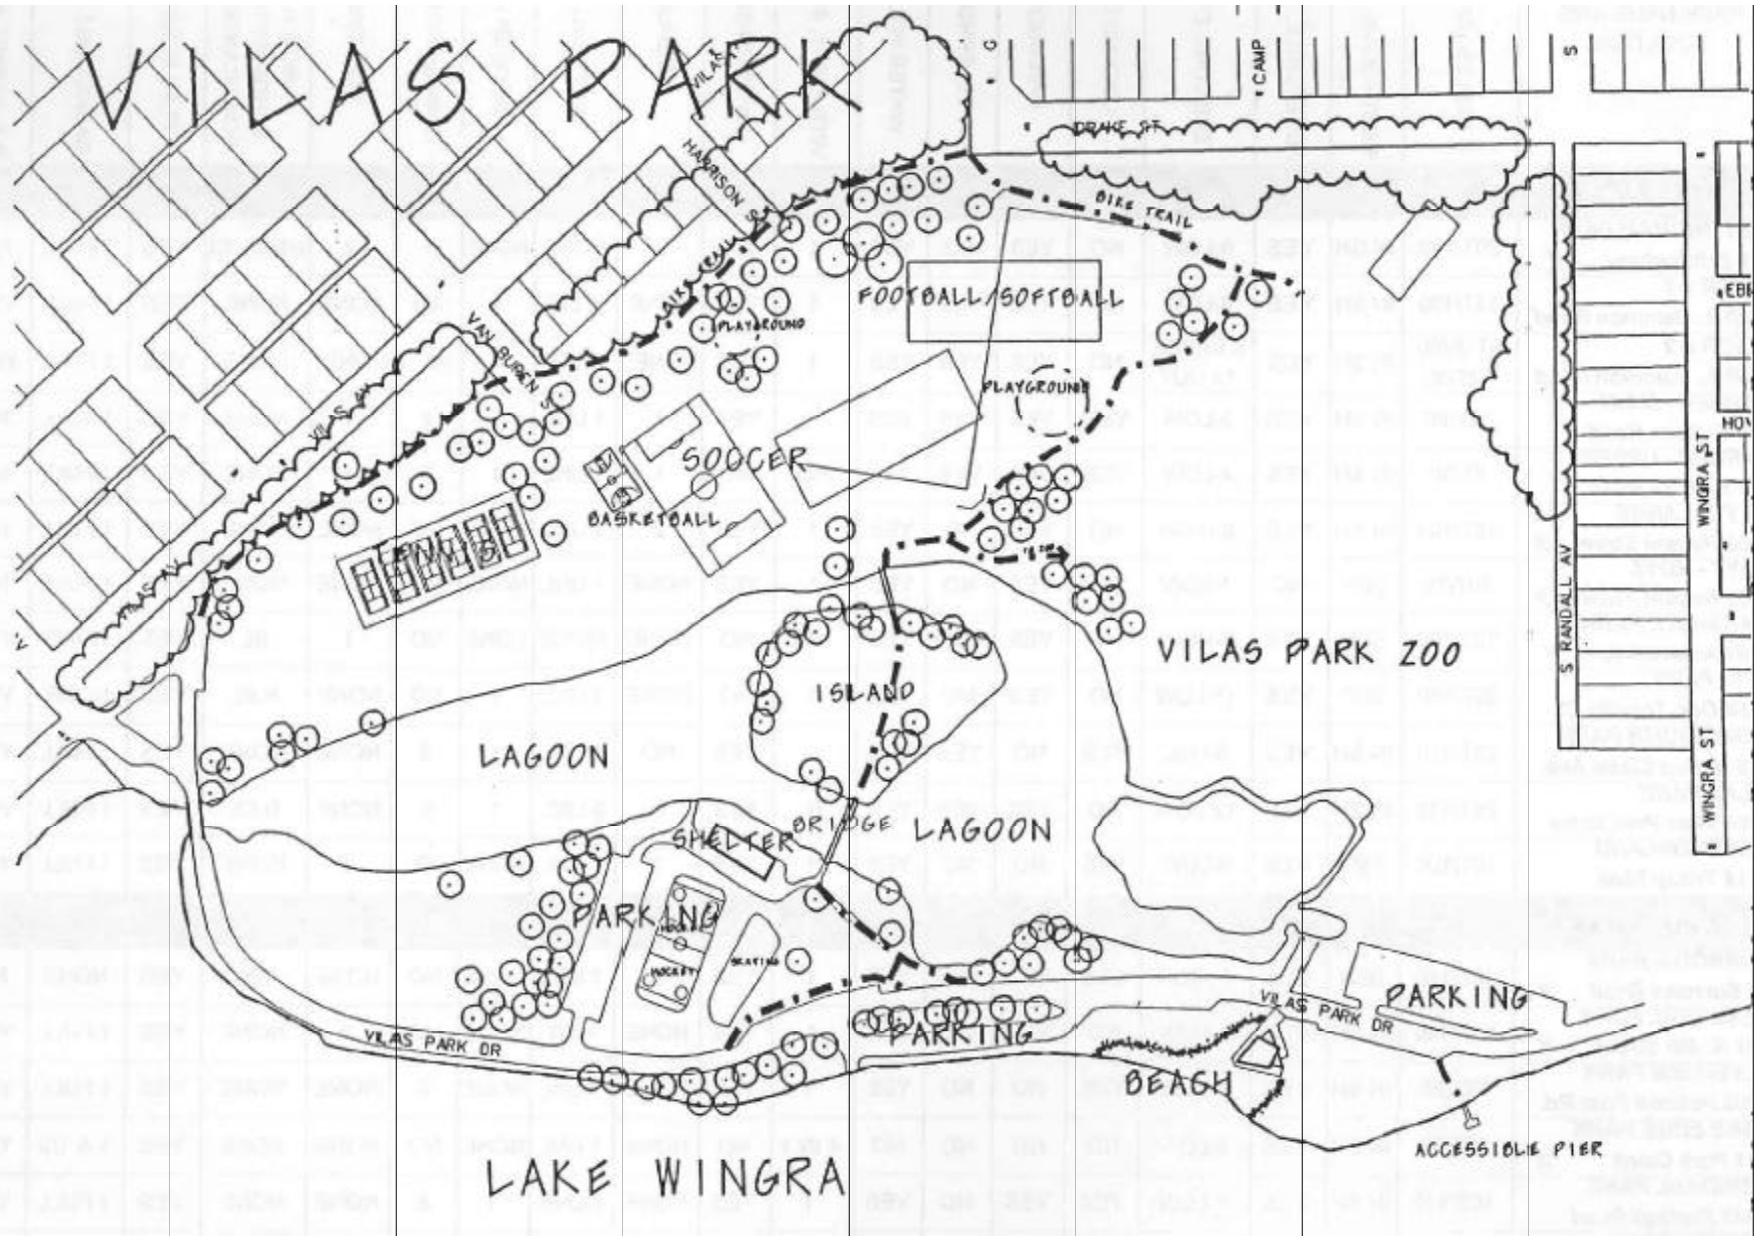 VILAS PARK
VILAS
CAMP
S
G
DRAKE ST
HARRISON S
BIKE TRAIL
BIKE TRAIL
FOOTBALL/SOFTBALL
PLAYGROUND
VAN BUREN S
PLAYGROUND
VILAS AV
SOCCER
BASKETBALL
TENNIS
HOW
WINGRA ST
S RANDALL AV
VILAS AV
VILAS PARK ZOO
ISLAND
LAGOON
WINGRA ST
BRIDGE
LAGOON
SHELTER
PARKING
HOCKEY
SKATING
HOCKEY
PARKING
VILAS PARK DR
PARKING
VILAS PARK DR
BEACH
ACCESSIBLE PIER
LAKE WINGRA